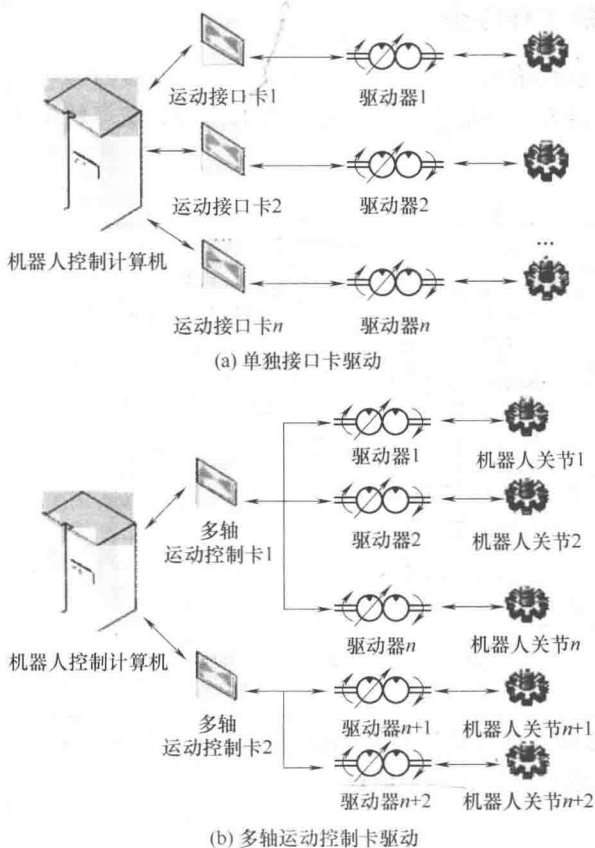 运动接口卡1
驱动器1
运动接口卡2
驱动器2
机器人控制计算机
...
...
运动接口卡n
驱动器n
(a) 单独接口卡驱动
驱动器1
机器人关节1
多轴
运动控制卡1
驱动器2
机器人关节2
驱动器n
机器人关节n
机器人控制计算机
多轴
运动控制卡2
驱动器n+1
机器人关节n+1
驱动器n+2
机器人关节n+2
(b) 多轴运动控制卡驱动